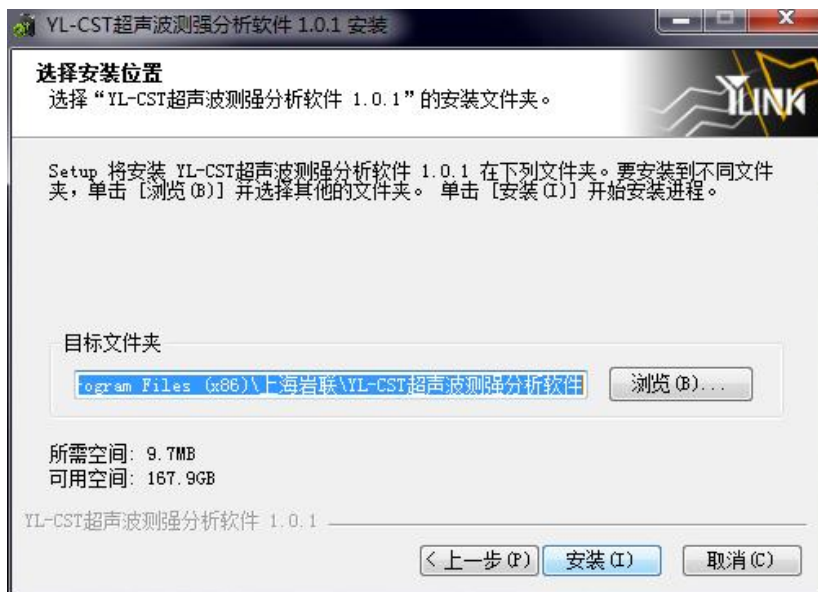 YL-CST超声波测强分析软件 1.0.1 安装
选择安装位置
选择“YL-CST超声波测强分析软件 1.0.1”的安装文件夹。
YLINK
Setup 将安装 YL-CST超声波测强分析软件 1.0.1 在下列文件夹。要安装到不同文件
夹，单击 [浏览(B)] 并选择其他的文件夹。 单击 [安装(I)] 开始安装进程。
目标文件夹
rogram Files (x86)\上海岩联\YL-CST超声波测强分析软件
浏览(B)...
所需空间: 9.7MB
可用空间: 167.9GB
YL-CST超声波测强分析软件 1.0.1
< 上一步(P)
安装(I)
取消(C)